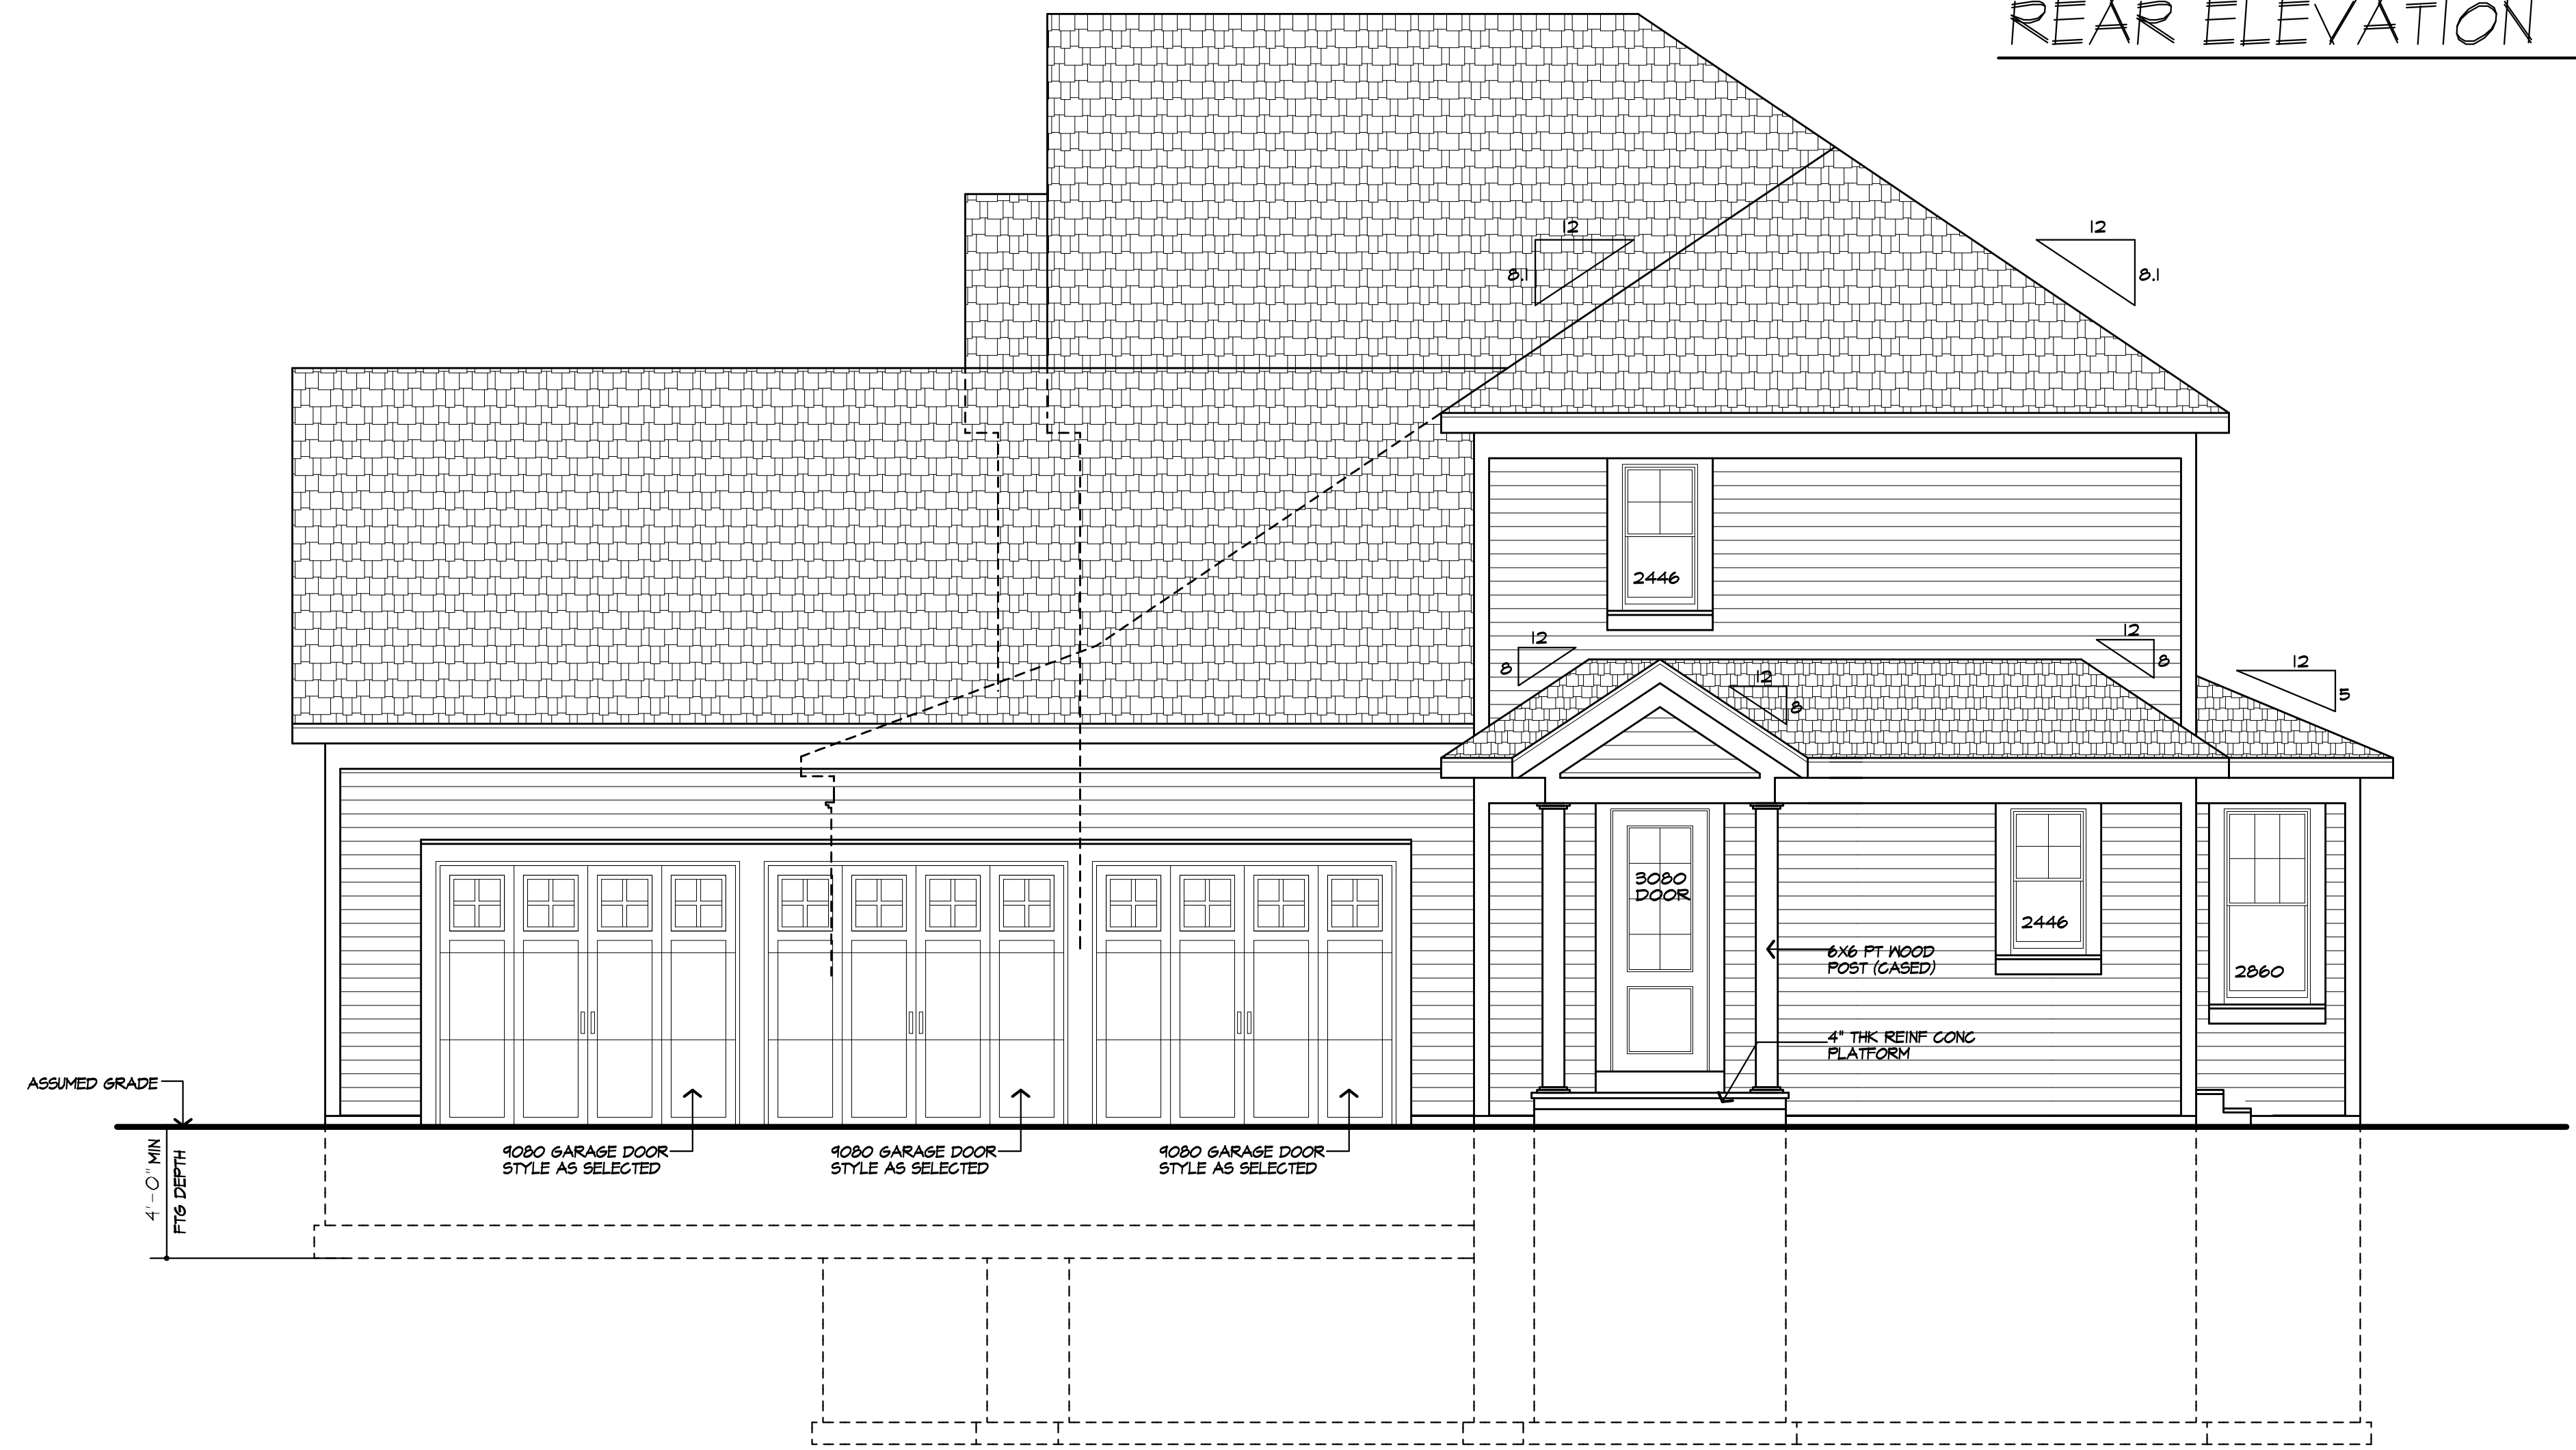 REAR ELEVATION
12
8.1
12
8.1
2446
12
8
12
8
12
8
12
5
3080
DOOR
2446
2860
6X6 PT WOOD
POST (CASED)
4" THK REINF CONC
PLATFORM
ASSUMED GRADE
4'-0" MIN
FTG DEPTH
9080 GARAGE DOOR
STYLE AS SELECTED
9080 GARAGE DOOR
STYLE AS SELECTED
9080 GARAGE DOOR
STYLE AS SELECTED